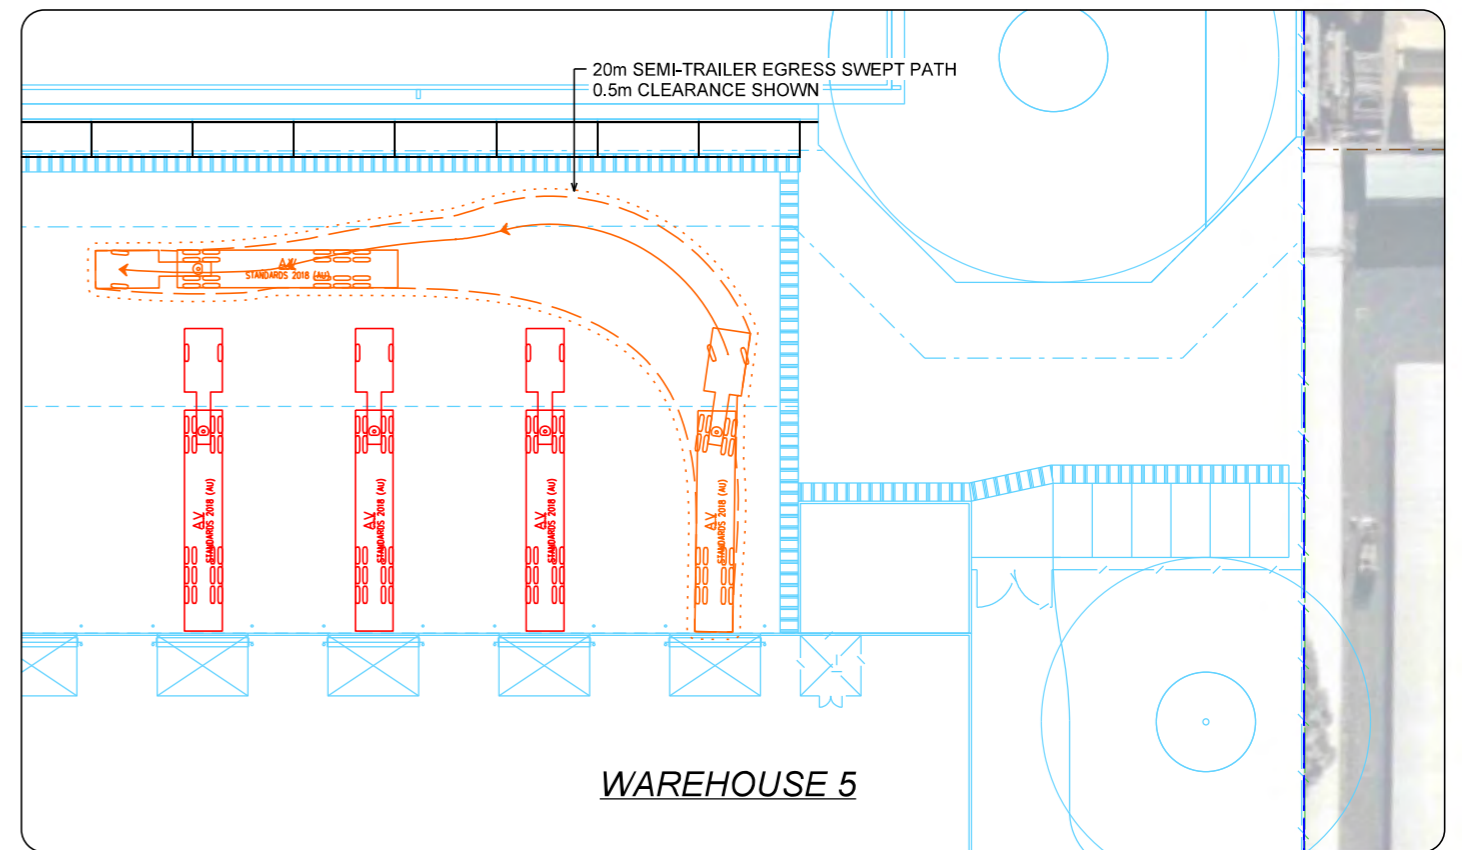 20m SEMI-TRAILER EGRESS SWEPT PATH
0.5m CLEARANCE SHOWN
AV
STANDARDS 2018 (AU)
AV
STANDARDS 2018 (AU)
AV
STANDARDS 2018 (AU)
AV
STANDARDS 2018 (AU)
AV
STANDARDS 2018 (AU)
WAREHOUSE 5